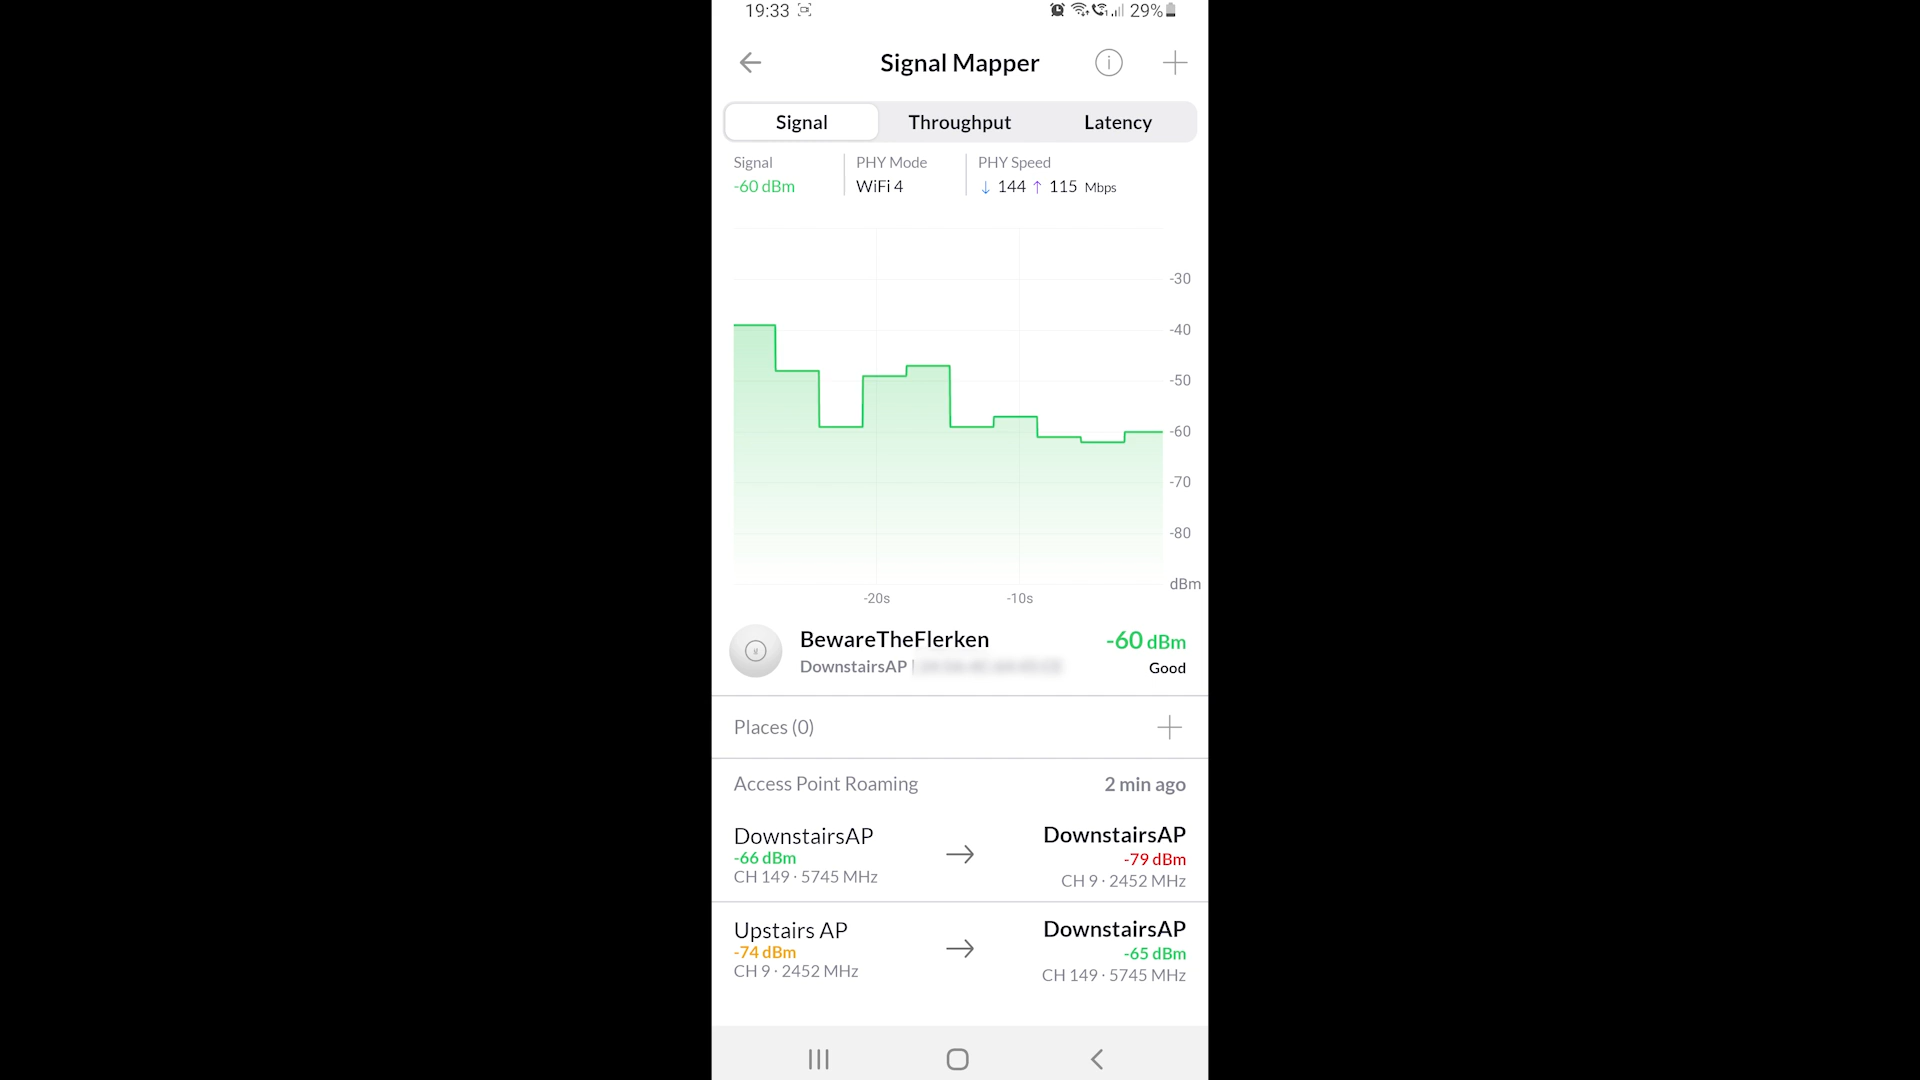 19:33 29%
Signal Mapper
Signal Throughput Latency
Signal PHY Mode PHY Speed
-60 dBm WiFi 4 ↓ 144 ↑ 115 Mbps
-30
-40
-50
-60
-70
-80
dBm
-20s -10s
BewareTheFlerken -60 dBm
DownstairsAP | Good
Places (0)
Access Point Roaming 2 min ago
DownstairsAP → DownstairsAP
-66 dBm -79 dBm
CH 149 · 5745 MHz CH 9 · 2452 MHz
Upstairs AP → DownstairsAP
-74 dBm -65 dBm
CH 9 · 2452 MHz CH 149 · 5745 MHz